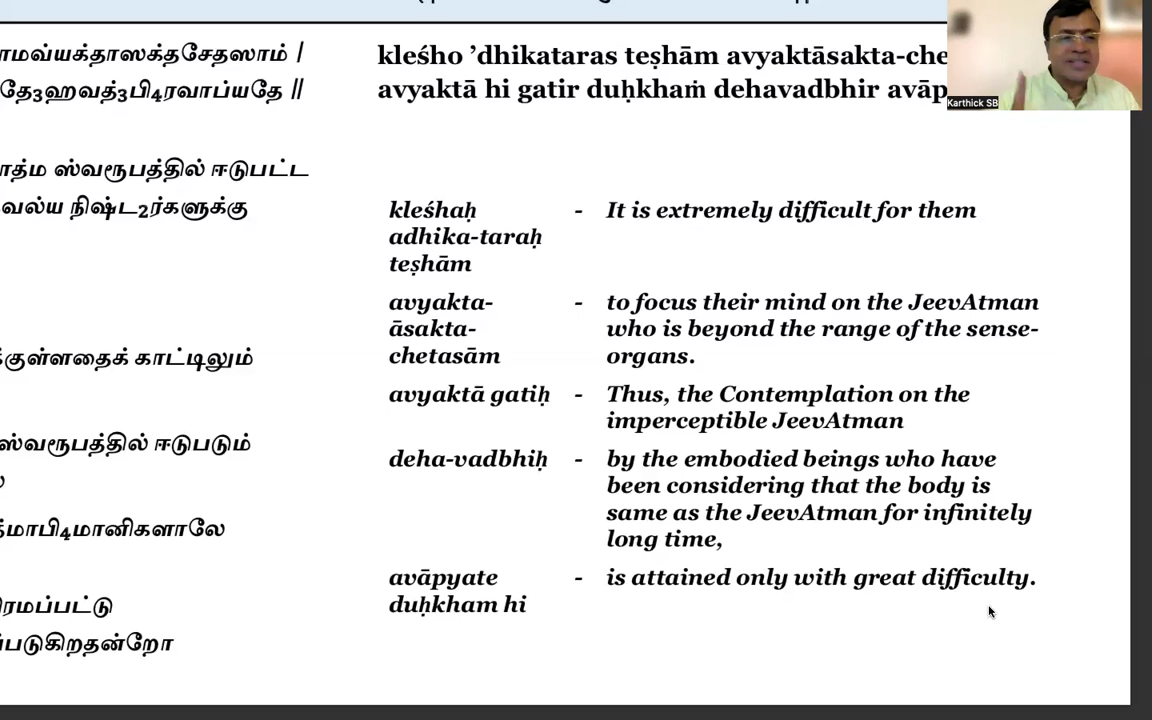 ாமவ்யக்தாஸக்தசேதஸாம் |
தே3ஹவத்3பி4ரவாப்யதே ||
ாத்ம ஸ்வரூபத்தில் ஈடுபட்ட
வல்ய நிஷ்ட2ர்களுக்கு
க்குள்ளதைக் காட்டிலும்
ஸ்வரூபத்தில் ஈடுபடும்
த்மாபி4மானிகளாலே
ிரமப்பட்டு
ப்படுகிறதன்றோ
kleśho ’dhikataras teṣhām avyaktāsakta-che
avyaktā hi gatir duḥkhaṁ dehavadbhir avāp
Karthick SB
kleśhaḥ - It is extremely difficult for them
adhika-taraḥ
teṣhām
avyakta- - to focus their mind on the JeevAtman
āsakta- who is beyond the range of the sense-
chetasām organs.
avyaktā gatiḥ - Thus, the Contemplation on the
imperceptible JeevAtman
deha-vadbhiḥ - by the embodied beings who have
been considering that the body is
same as the JeevAtman for infinitely
long time,
avāpyate - is attained only with great difficulty.
duḥkham hi